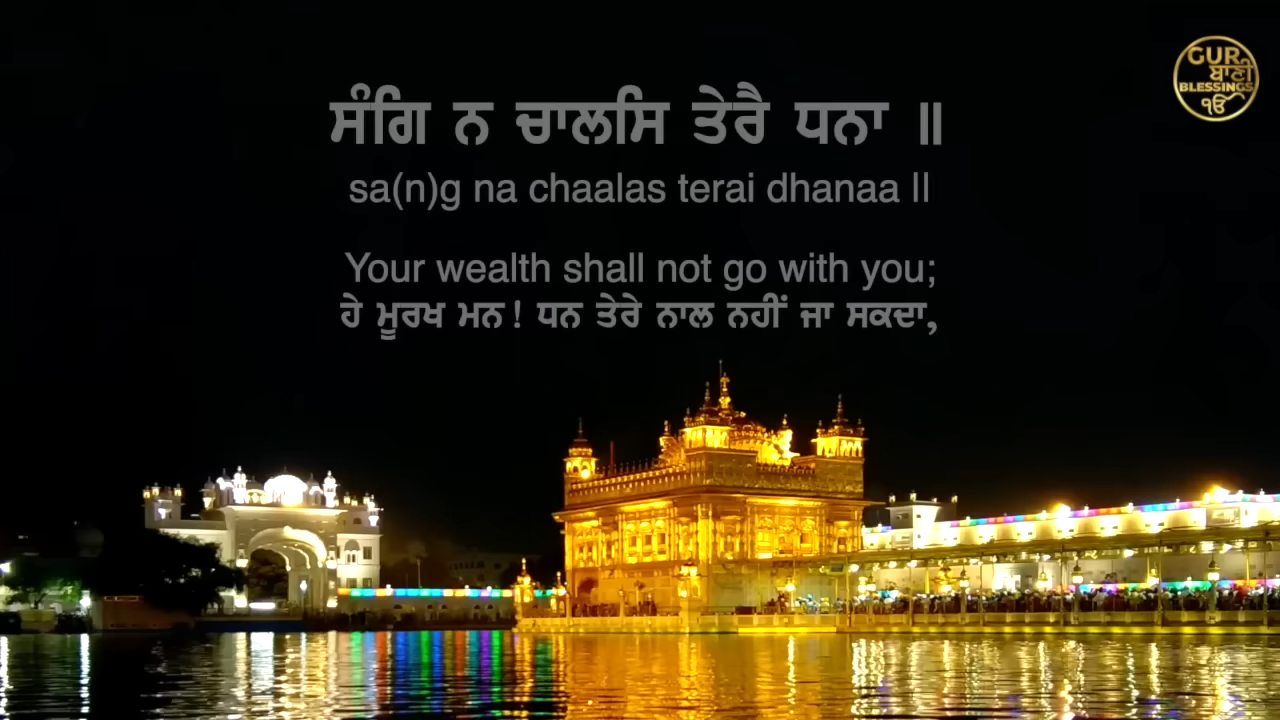 GUR
ਬਾਣੀ
BLESSINGS
ੴ
ਸੰਗਿ ਨ ਚਾਲਸਿ ਤੇਰੈ ਧਨਾ ॥
sa(n)g na chaalas terai dhanaa ||
Your wealth shall not go with you;
ਹੇ ਮੂਰਖ ਮਨ! ਧਨ ਤੇਰੇ ਨਾਲ ਨਹੀਂ ਜਾ ਸਕਦਾ,